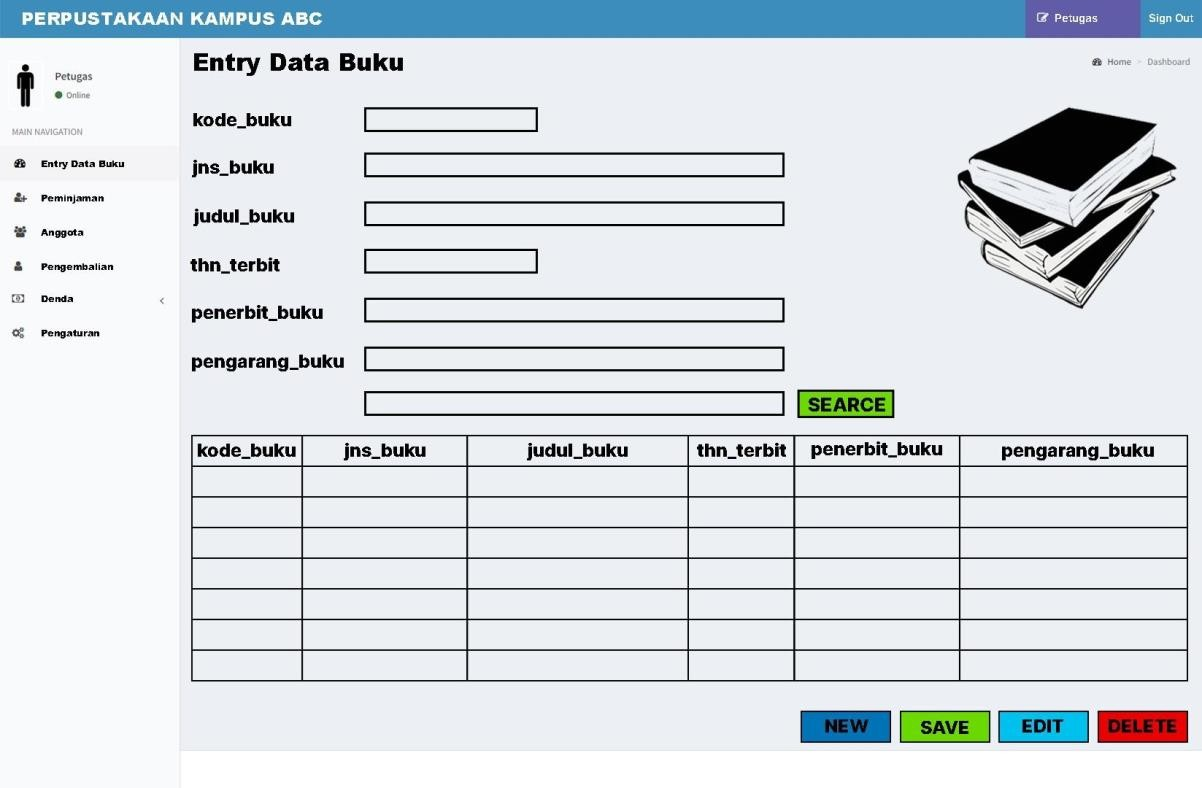 PERPUSTAKAAN KAMPUS ABC
Petugas
Sign Out
Petugas
Online
MAIN NAVIGATION
Entry Data Buku
Peminjaman
Anggota
Pengembalian
Denda
Pengaturan
Entry Data Buku
Home > Dashboard
kode_buku
jns_buku
judul_buku
thn_terbit
penerbit_buku
pengarang_buku
SEARCE
kode_buku jns_buku judul_buku thn_terbit penerbit_buku pengarang_buku
NEW SAVE EDIT DELETE